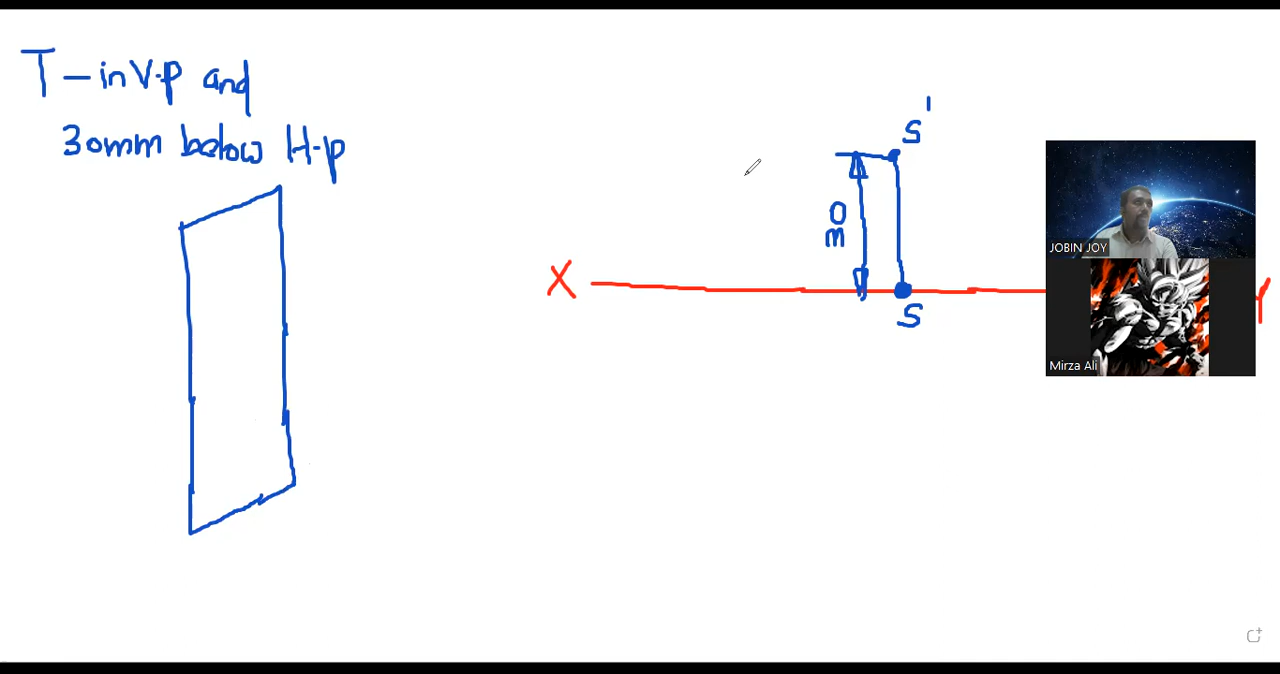 T – in V.P and
30mm below H.P
S'
30
X
Y
S
JOBIN JOY
Mirza Ali